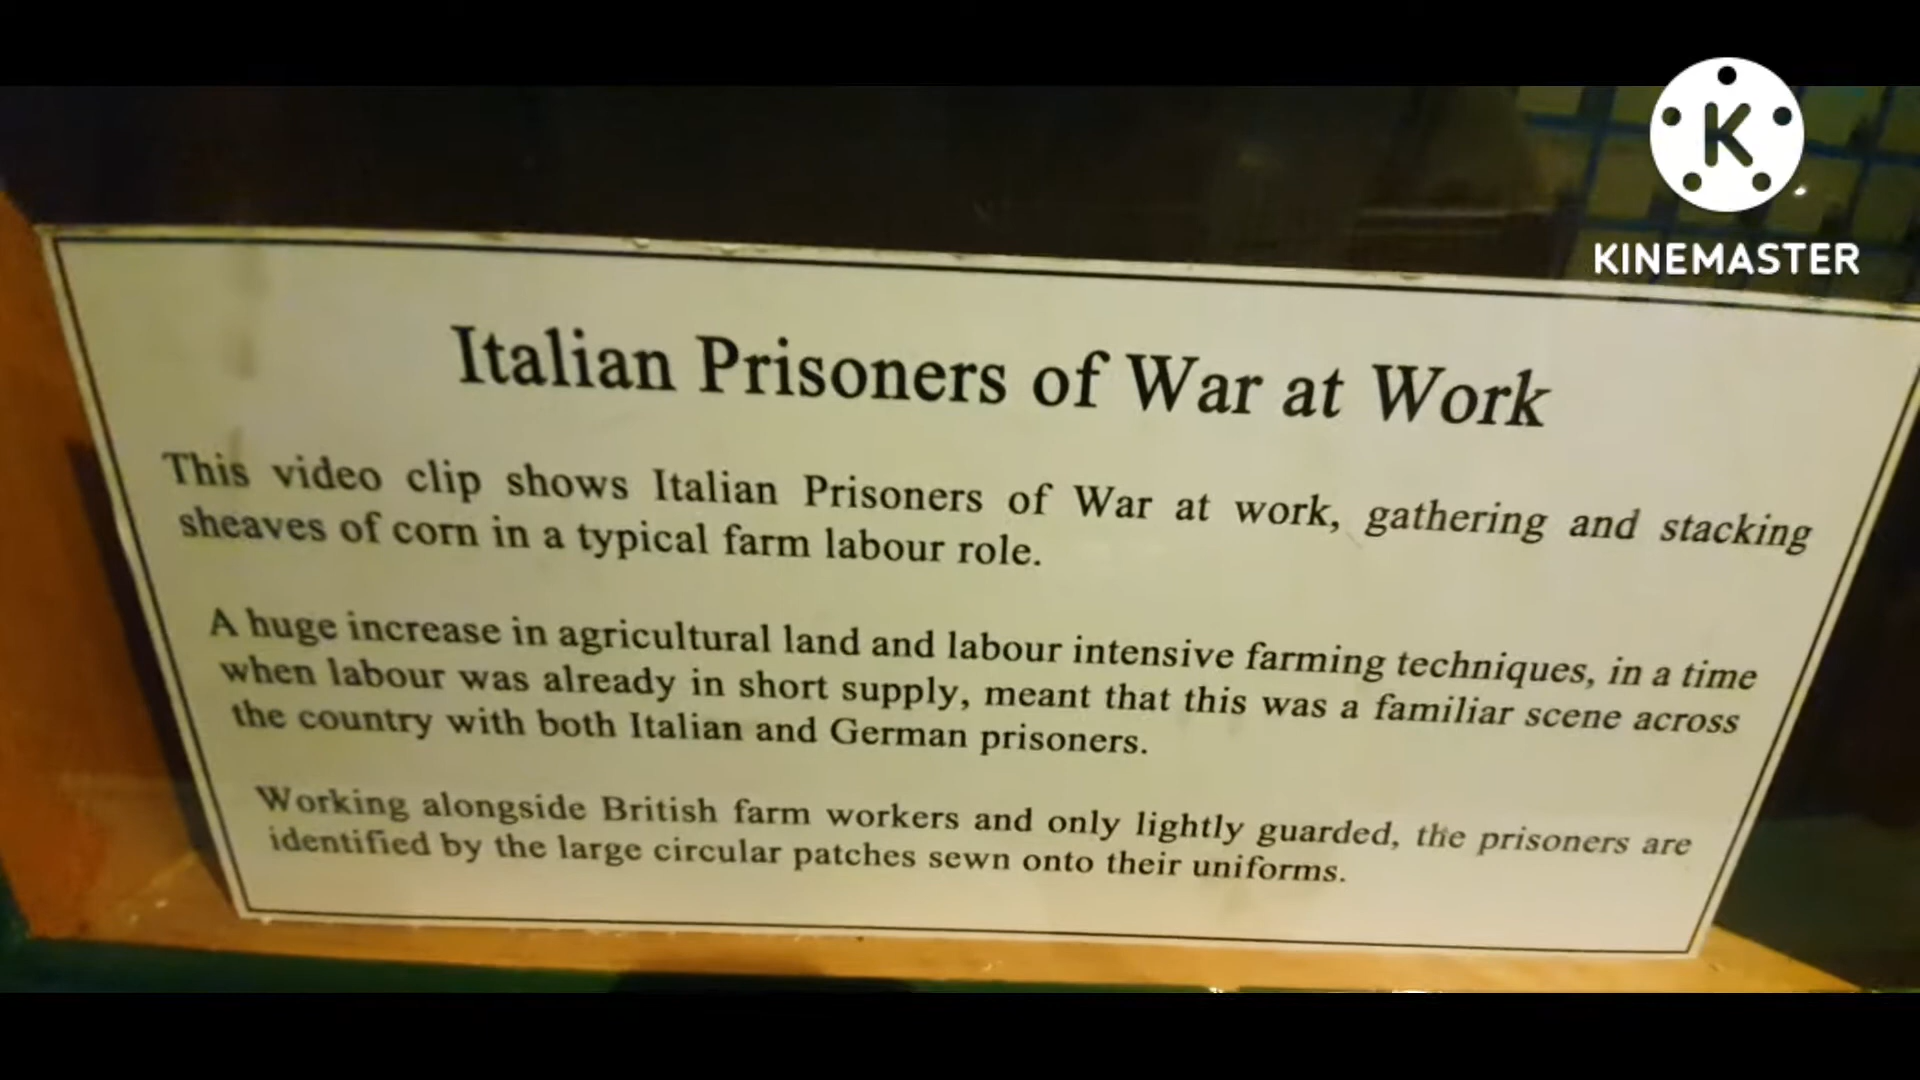 K
KINEMASTER
Italian Prisoners of War at Work
This video clip shows Italian Prisoners of War at work, gathering and stacking
sheaves of corn in a typical farm labour role.
A huge increase in agricultural land and labour intensive farming techniques, in a time
when labour was already in short supply, meant that this was a familiar scene across
the country with both Italian and German prisoners.
Working alongside British farm workers and only lightly guarded, the prisoners are
identified by the large circular patches sewn onto their uniforms.